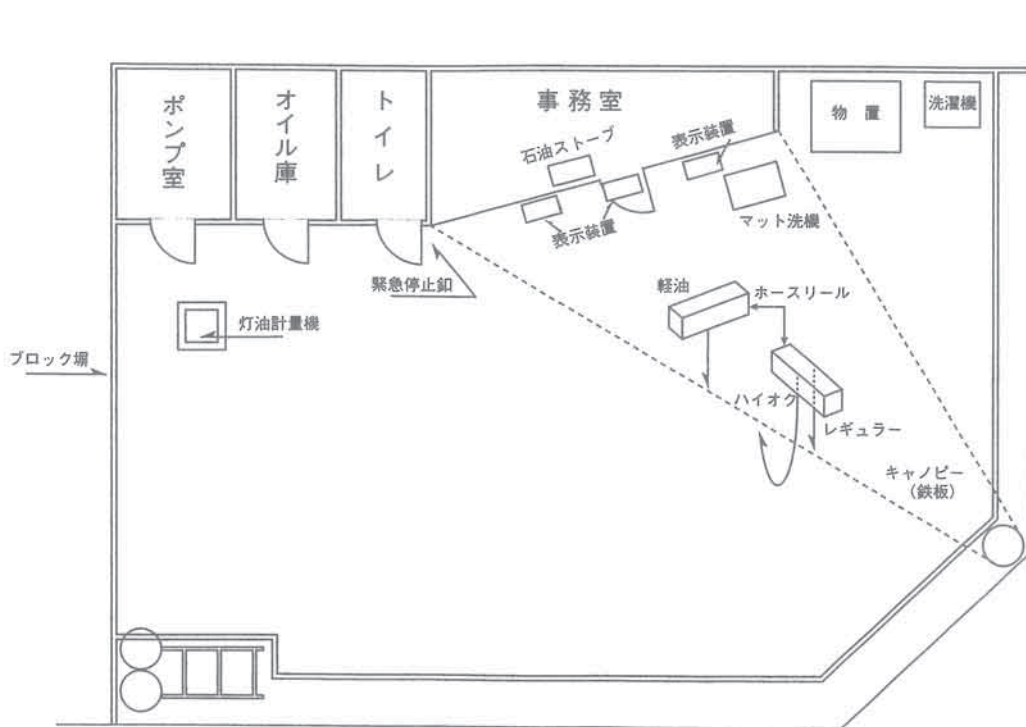 ポンプ室
オイル庫
トイレ
事務室
物置
洗濯機
石油ストーブ
表示装置
マット洗機
表示装置
緊急停止釦
軽油
ホースリール
灯油計量機
ブロック塀
ハイオク
レギュラー
キャノピー
(鉄板)